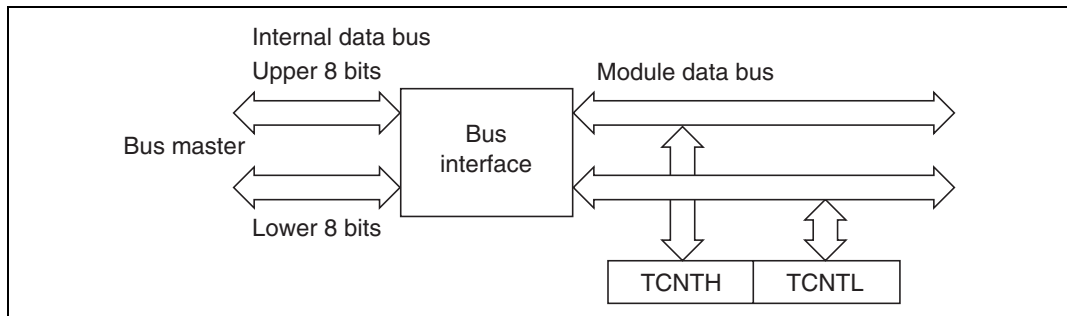 Internal data bus
Upper 8 bits
Module data bus
Bus master
Bus
interface
Lower 8 bits
TCNTH
TCNTL